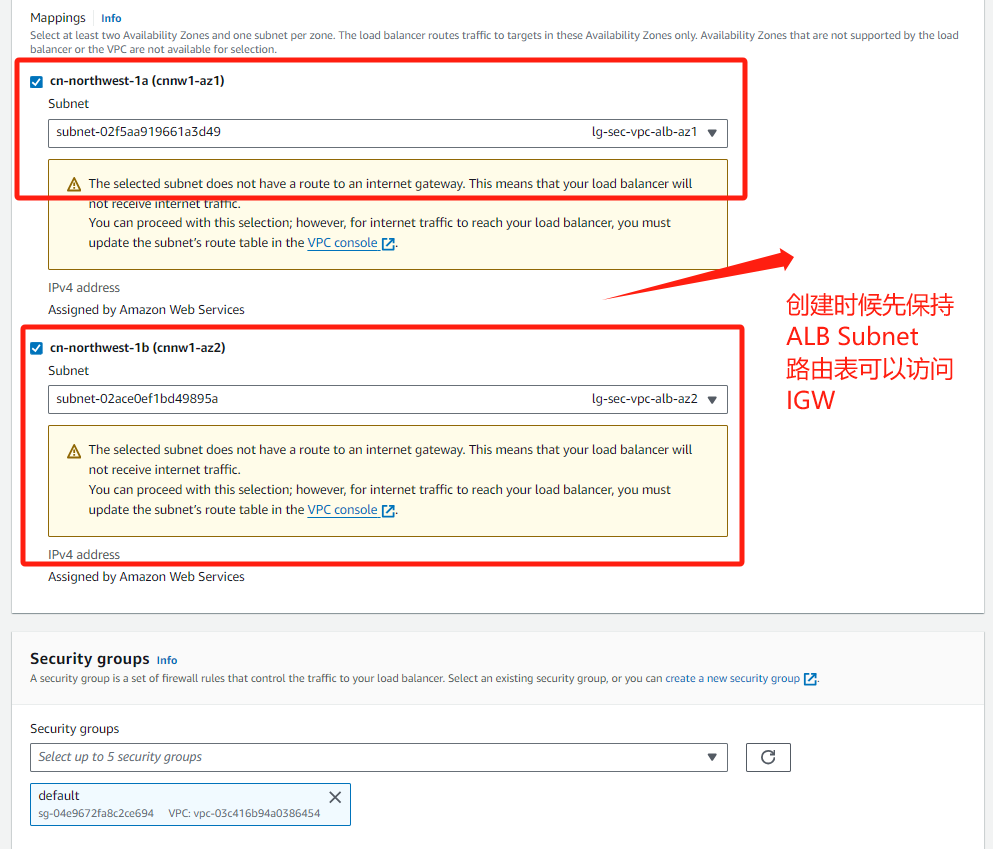 Mappings Info
Select at least two Availability Zones and one subnet per zone. The load balancer routes traffic to targets in these Availability Zones only. Availability Zones that are not supported by the load
balancer or the VPC are not available for selection.
cn-northwest-1a (cnnw1-az1)
Subnet
subnet-02f5aa919661a3d49 lg-sec-vpc-alb-az1
The selected subnet does not have a route to an internet gateway. This means that your load balancer will
not receive internet traffic.
You can proceed with this selection; however, for internet traffic to reach your load balancer, you must
update the subnet's route table in the VPC console.
IPv4 address
Assigned by Amazon Web Services
创建时候先保持
ALB Subnet
路由表可以访问
IGW
cn-northwest-1b (cnnw1-az2)
Subnet
subnet-02ace0ef1bd49895a lg-sec-vpc-alb-az2
The selected subnet does not have a route to an internet gateway. This means that your load balancer will
not receive internet traffic.
You can proceed with this selection; however, for internet traffic to reach your load balancer, you must
update the subnet's route table in the VPC console.
IPv4 address
Assigned by Amazon Web Services
Security groups Info
A security group is a set of firewall rules that control the traffic to your load balancer. Select an existing security group, or you can create a new security group.
Security groups
Select up to 5 security groups
default
sg-04e9672fa8c2ce694 VPC: vpc-03c416b94a0386454